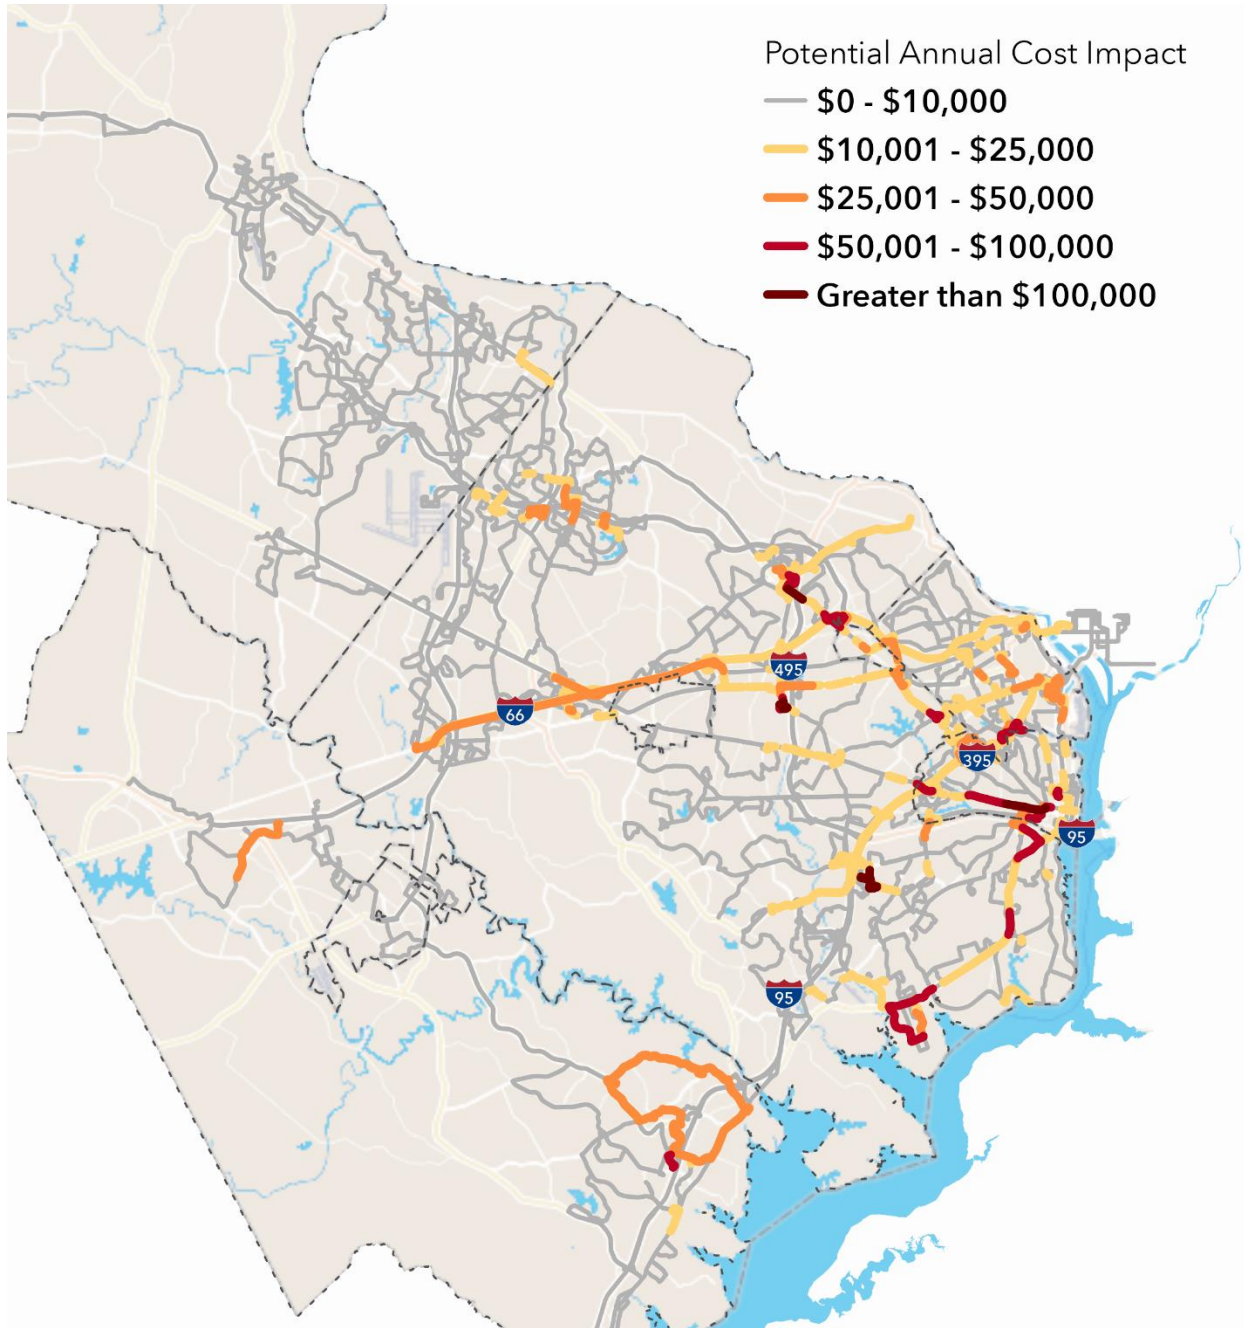 Potential Annual Cost Impact
$0 - $10,000
$10,001 - $25,000
$25,001 - $50,000
$50,001 - $100,000
Greater than $100,000
495
66
395
95
95